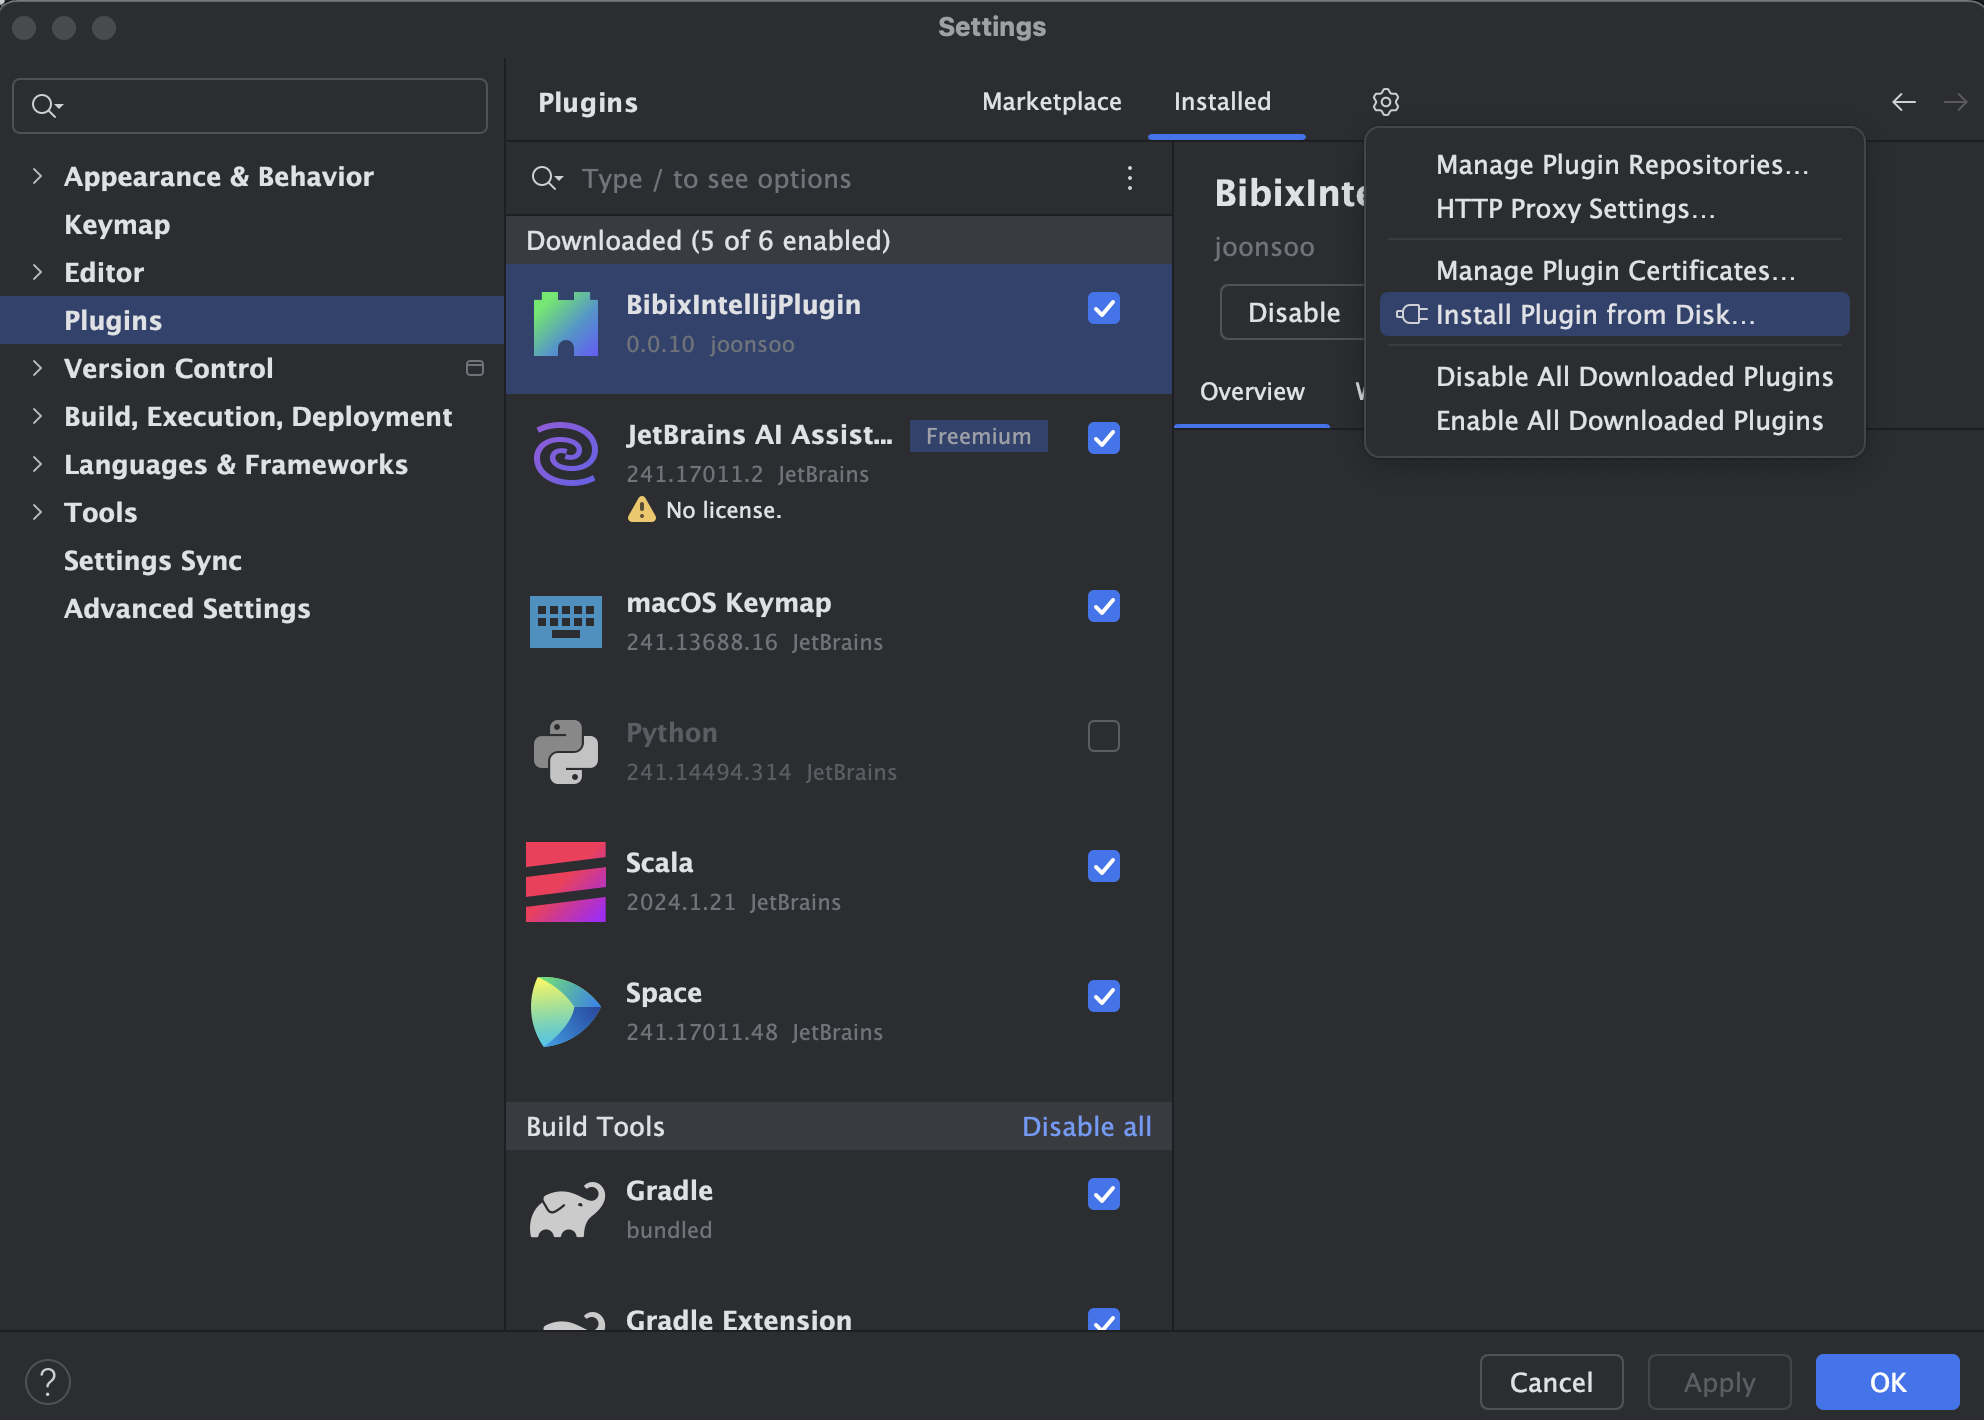 Settings
Appearance & Behavior
Keymap
Editor
Plugins
Version Control
Build, Execution, Deployment
Languages & Frameworks
Tools
Settings Sync
Advanced Settings
Plugins
Marketplace
Installed
Type / to see options
Downloaded (5 of 6 enabled)
BibixIntellijPlugin
0.0.10 joonsoo
JetBrains AI Assist... Freemium
241.17011.2 JetBrains
No license.
macOS Keymap
241.13688.16 JetBrains
Python
241.14494.314 JetBrains
Scala
2024.1.21 JetBrains
Space
241.17011.48 JetBrains
Build Tools Disable all
Gradle
bundled
Gradle Extension
BibixInte
joonsoo
Disable
Overview
Manage Plugin Repositories...
HTTP Proxy Settings...
Manage Plugin Certificates...
Install Plugin from Disk...
Disable All Downloaded Plugins
Enable All Downloaded Plugins
?
Cancel
Apply
OK